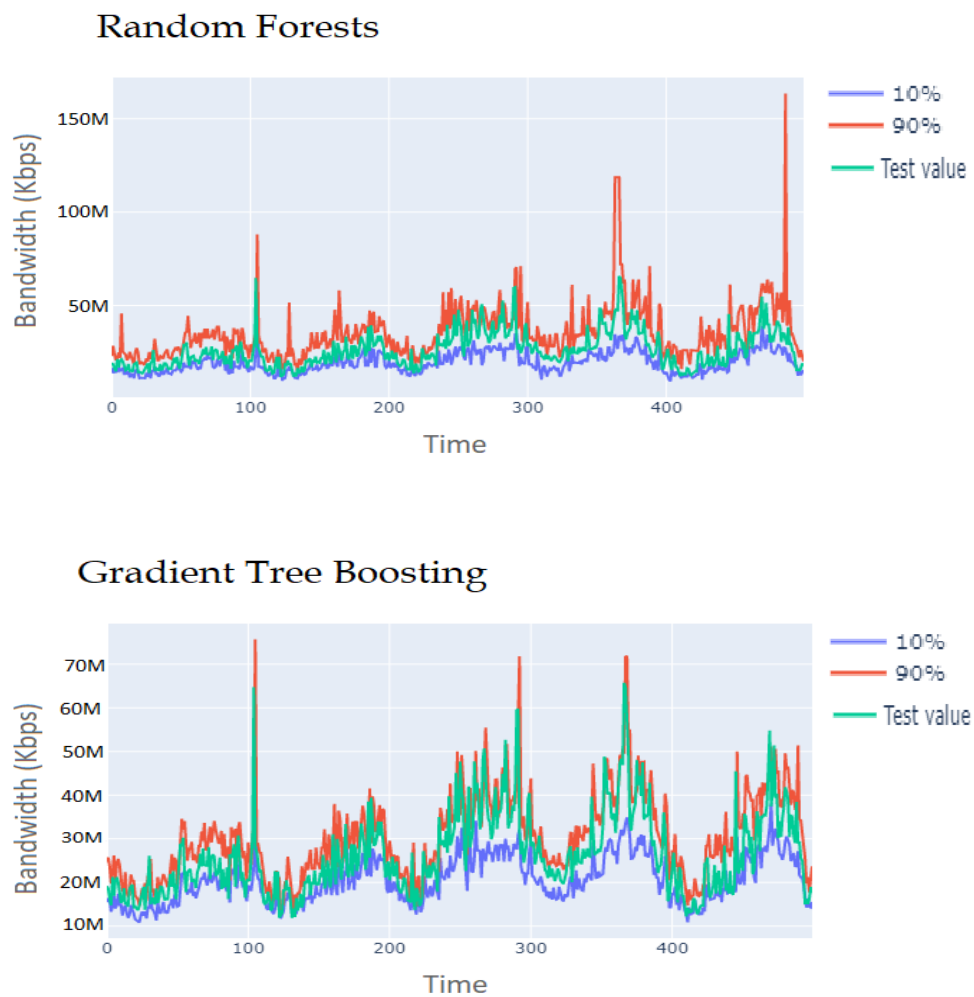 Random Forests
150M
100M
50M
0
100
200
300
400
Bandwidth (Kbps)
Time
10%
90%
Test value
Gradient Tree Boosting
70M
60M
50M
40M
30M
20M
10M
0
100
200
300
400
Bandwidth (Kbps)
Time
10%
90%
Test value